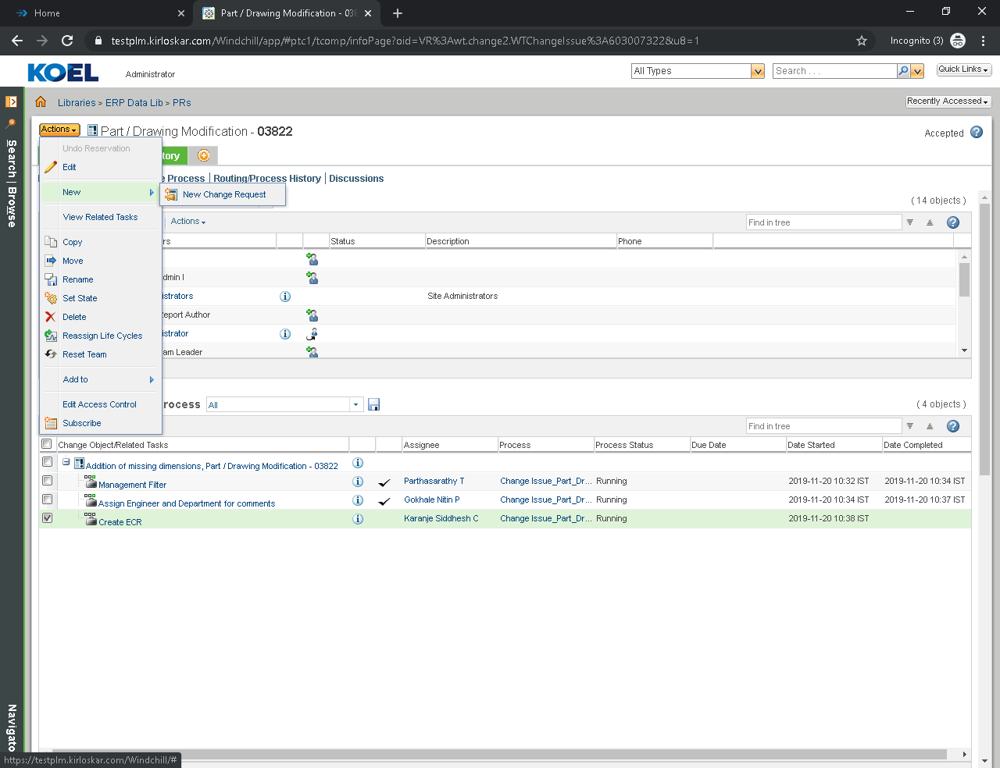 Home
Part / Drawing Modification - 038
testplm.kirloskar.com/Windchill/app/#ptc1/tcomp/infoPage?oid=VR%3Awt.change2.WTChangeIssue%3A603007322&u8=1
Incognito (3)
KOEL
Administrator
All Types
Search . . .
Quick Links
Libraries > ERP Data Lib > PRs
Recently Accessed
Actions
Part / Drawing Modification - 03822
Accepted
Undo Reservation
tory
Edit
e Process
Routing/Process History
Discussions
New
New Change Request
( 14 objects )
View Related Tasks
Actions
Find in tree
Copy
rs
Status
Description
Phone
Move
Rename
dmin I
Set State
istrators
Site Administrators
Delete
eport Author
Reassign Life Cycles
istrator
Reset Team
am Leader
Add to
Edit Access Control
rocess
All
( 4 objects )
Subscribe
Find in tree
Change Object/Related Tasks
Assignee
Process
Process Status
Due Date
Date Started
Date Completed
Addition of missing dimensions, Part / Drawing Modification - 03822
Management Filter
Parthasarathy T
Change Issue_Part_Dr...
Running
2019-11-20 10:32 IST
2019-11-20 10:34 IST
Assign Engineer and Department for comments
Gokhale Nitin P
Change Issue_Part_Dr...
Running
2019-11-20 10:34 IST
2019-11-20 10:37 IST
Create ECR
Karanje Siddhesh C
Change Issue_Part_Dr...
Running
2019-11-20 10:38 IST
Search | Browse
Navigato
https://testplm.kirloskar.com/Windchill/#